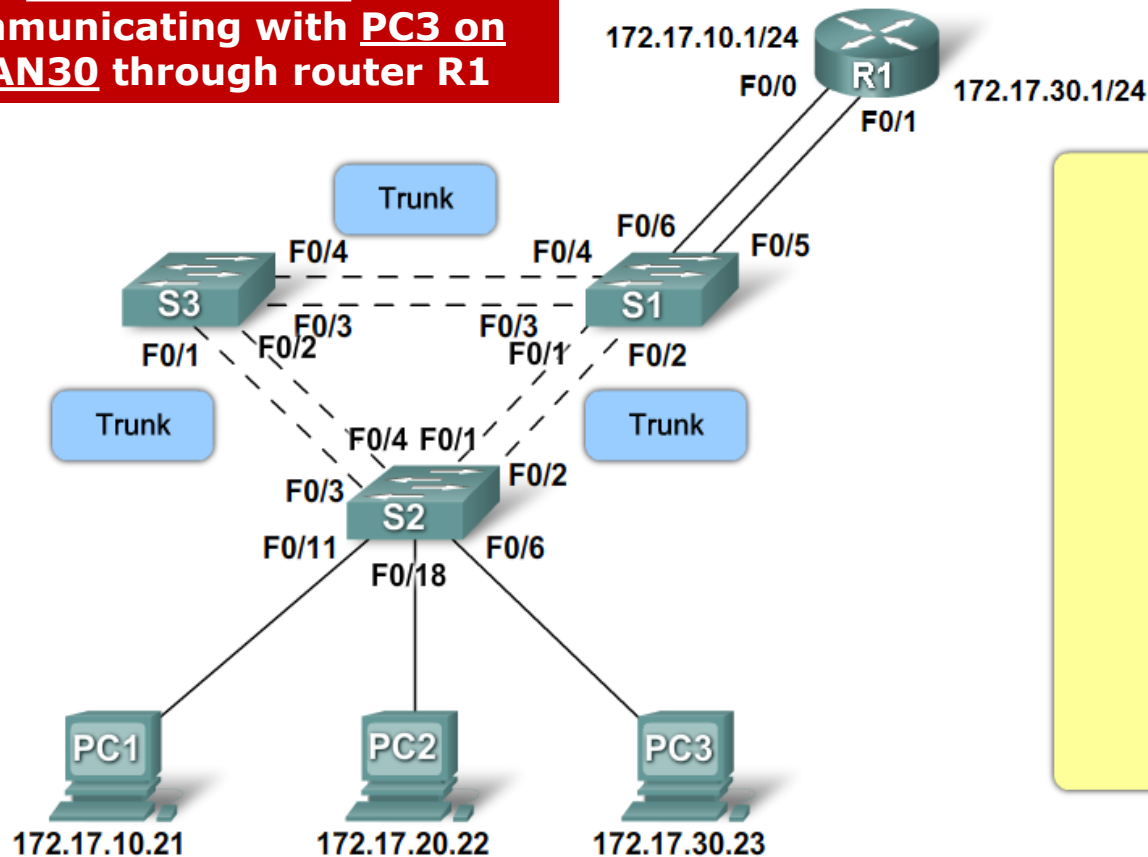 communicating with PC3 on
VLAN30 through router R1
172.17.10.1/24
R1
F0/0
172.17.30.1/24
F0/1
Trunk
F0/6
F0/4
F0/4
F0/5
S3
S1
F0/3
F0/3
F0/1
F0/2
F0/1
F0/2
Trunk
Trunk
F0/4
F0/1
F0/3
F0/2
S2
F0/11
F0/6
F0/18
PC1
PC2
PC3
172.17.10.21
172.17.20.22
172.17.30.23